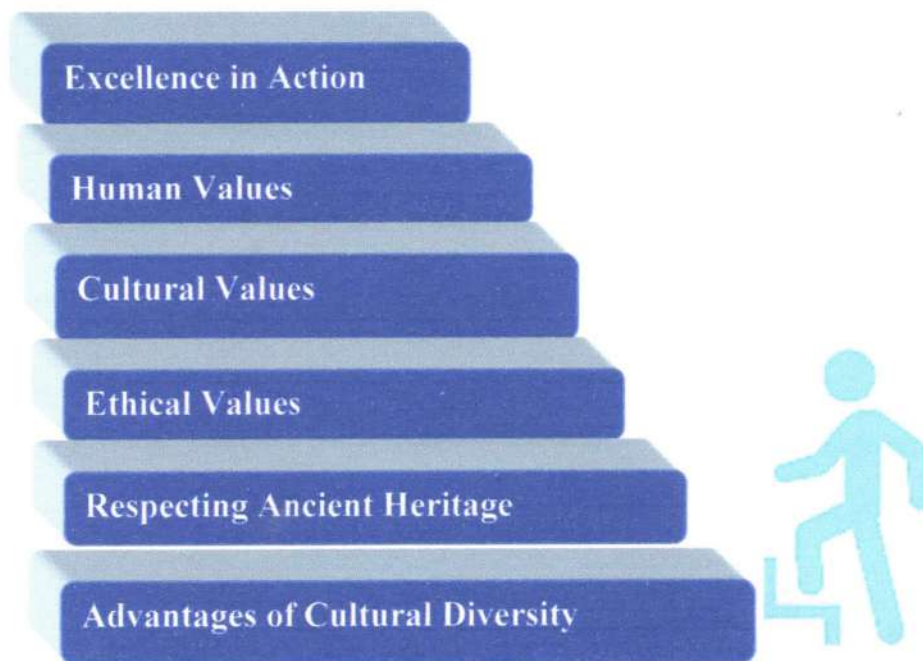 Excellence in Action
Human Values
Cultural Values
Ethical Values
Respecting Ancient Heritage
Advantages of Cultural Diversity